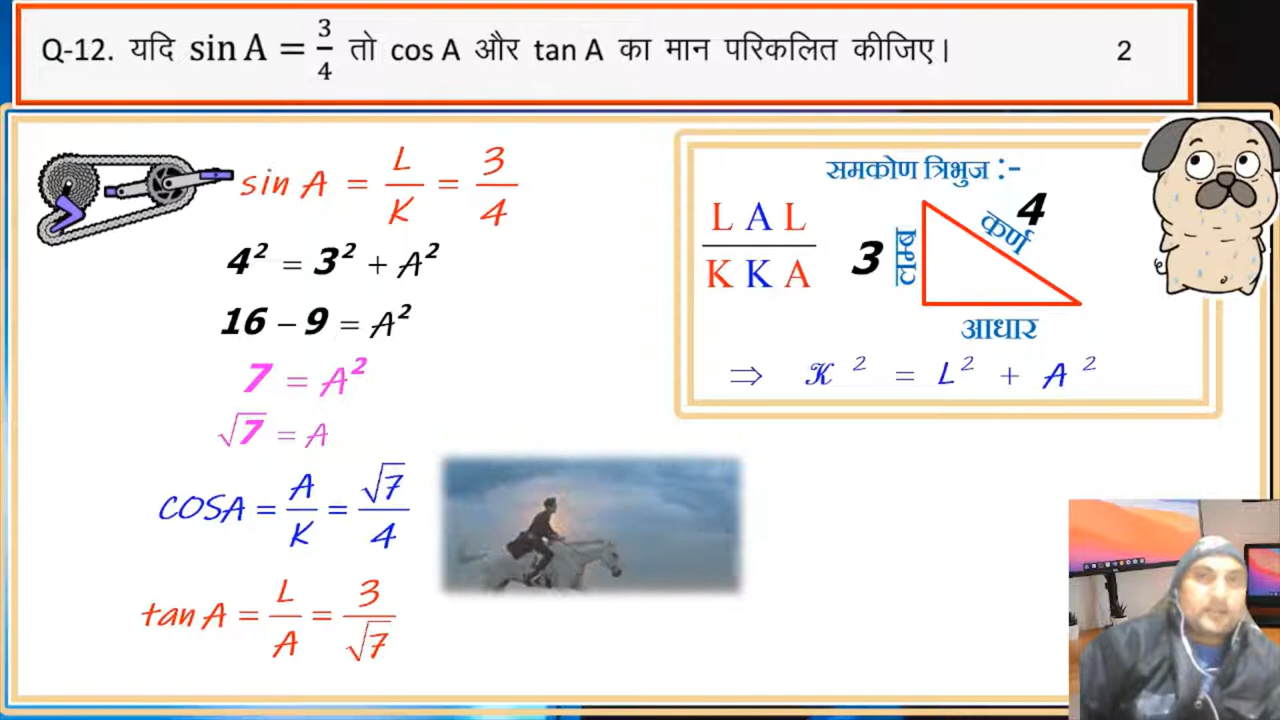 Q-12. यदि sin A = 3/4 तो cos A और tan A का मान परिकलित कीजिए। 2
sin A = L/K = 3/4
4² = 3² + A²
16 – 9 = A²
7 = A²
√7 = A
COSA = A/K = √7/4
tan A = L/A = 3/√7
समकोण त्रिभुज :-
L A L
K K A
3
लम्ब
कर्ण
4
आधार
⇒ K² = L² + A²